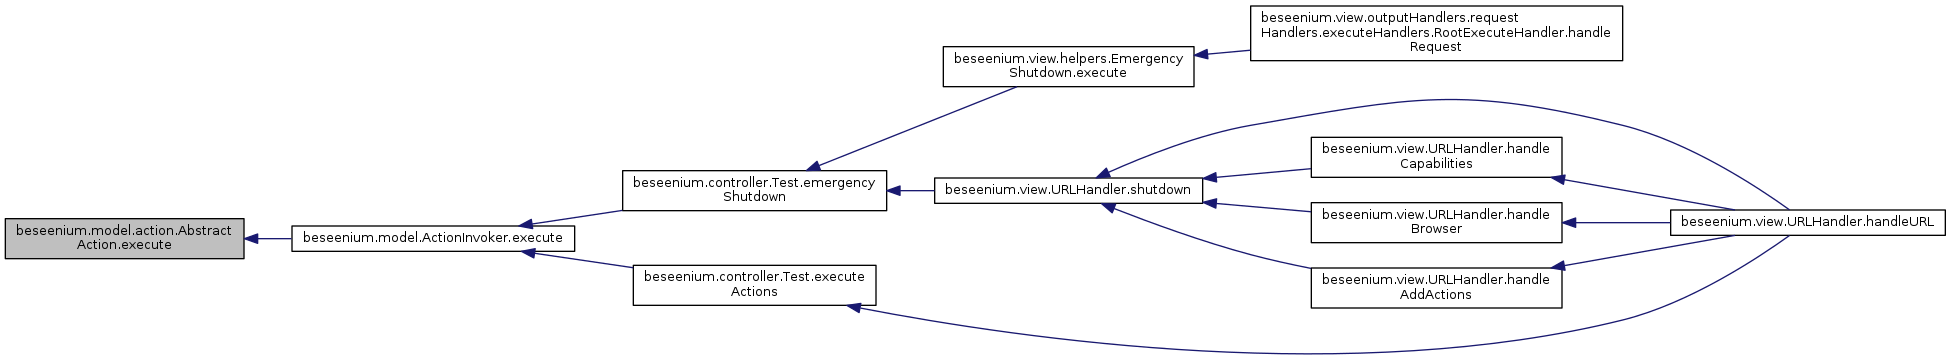 beseenium.model.action.Abstract
Action.execute
beseenium.model.ActionInvoker.execute
beseenium.controller.Test.emergency
Shutdown
beseenium.controller.Test.execute
Actions
beseenium.view.helpers.Emergency
Shutdown.execute
beseenium.view.URLHandler.shutdown
beseenium.view.outputHandlers.request
Handlers.executeHandlers.RootExecuteHandler.handle
Request
beseenium.view.URLHandler.handle
Capabilities
beseenium.view.URLHandler.handle
Browser
beseenium.view.URLHandler.handle
AddActions
beseenium.view.URLHandler.handleURL